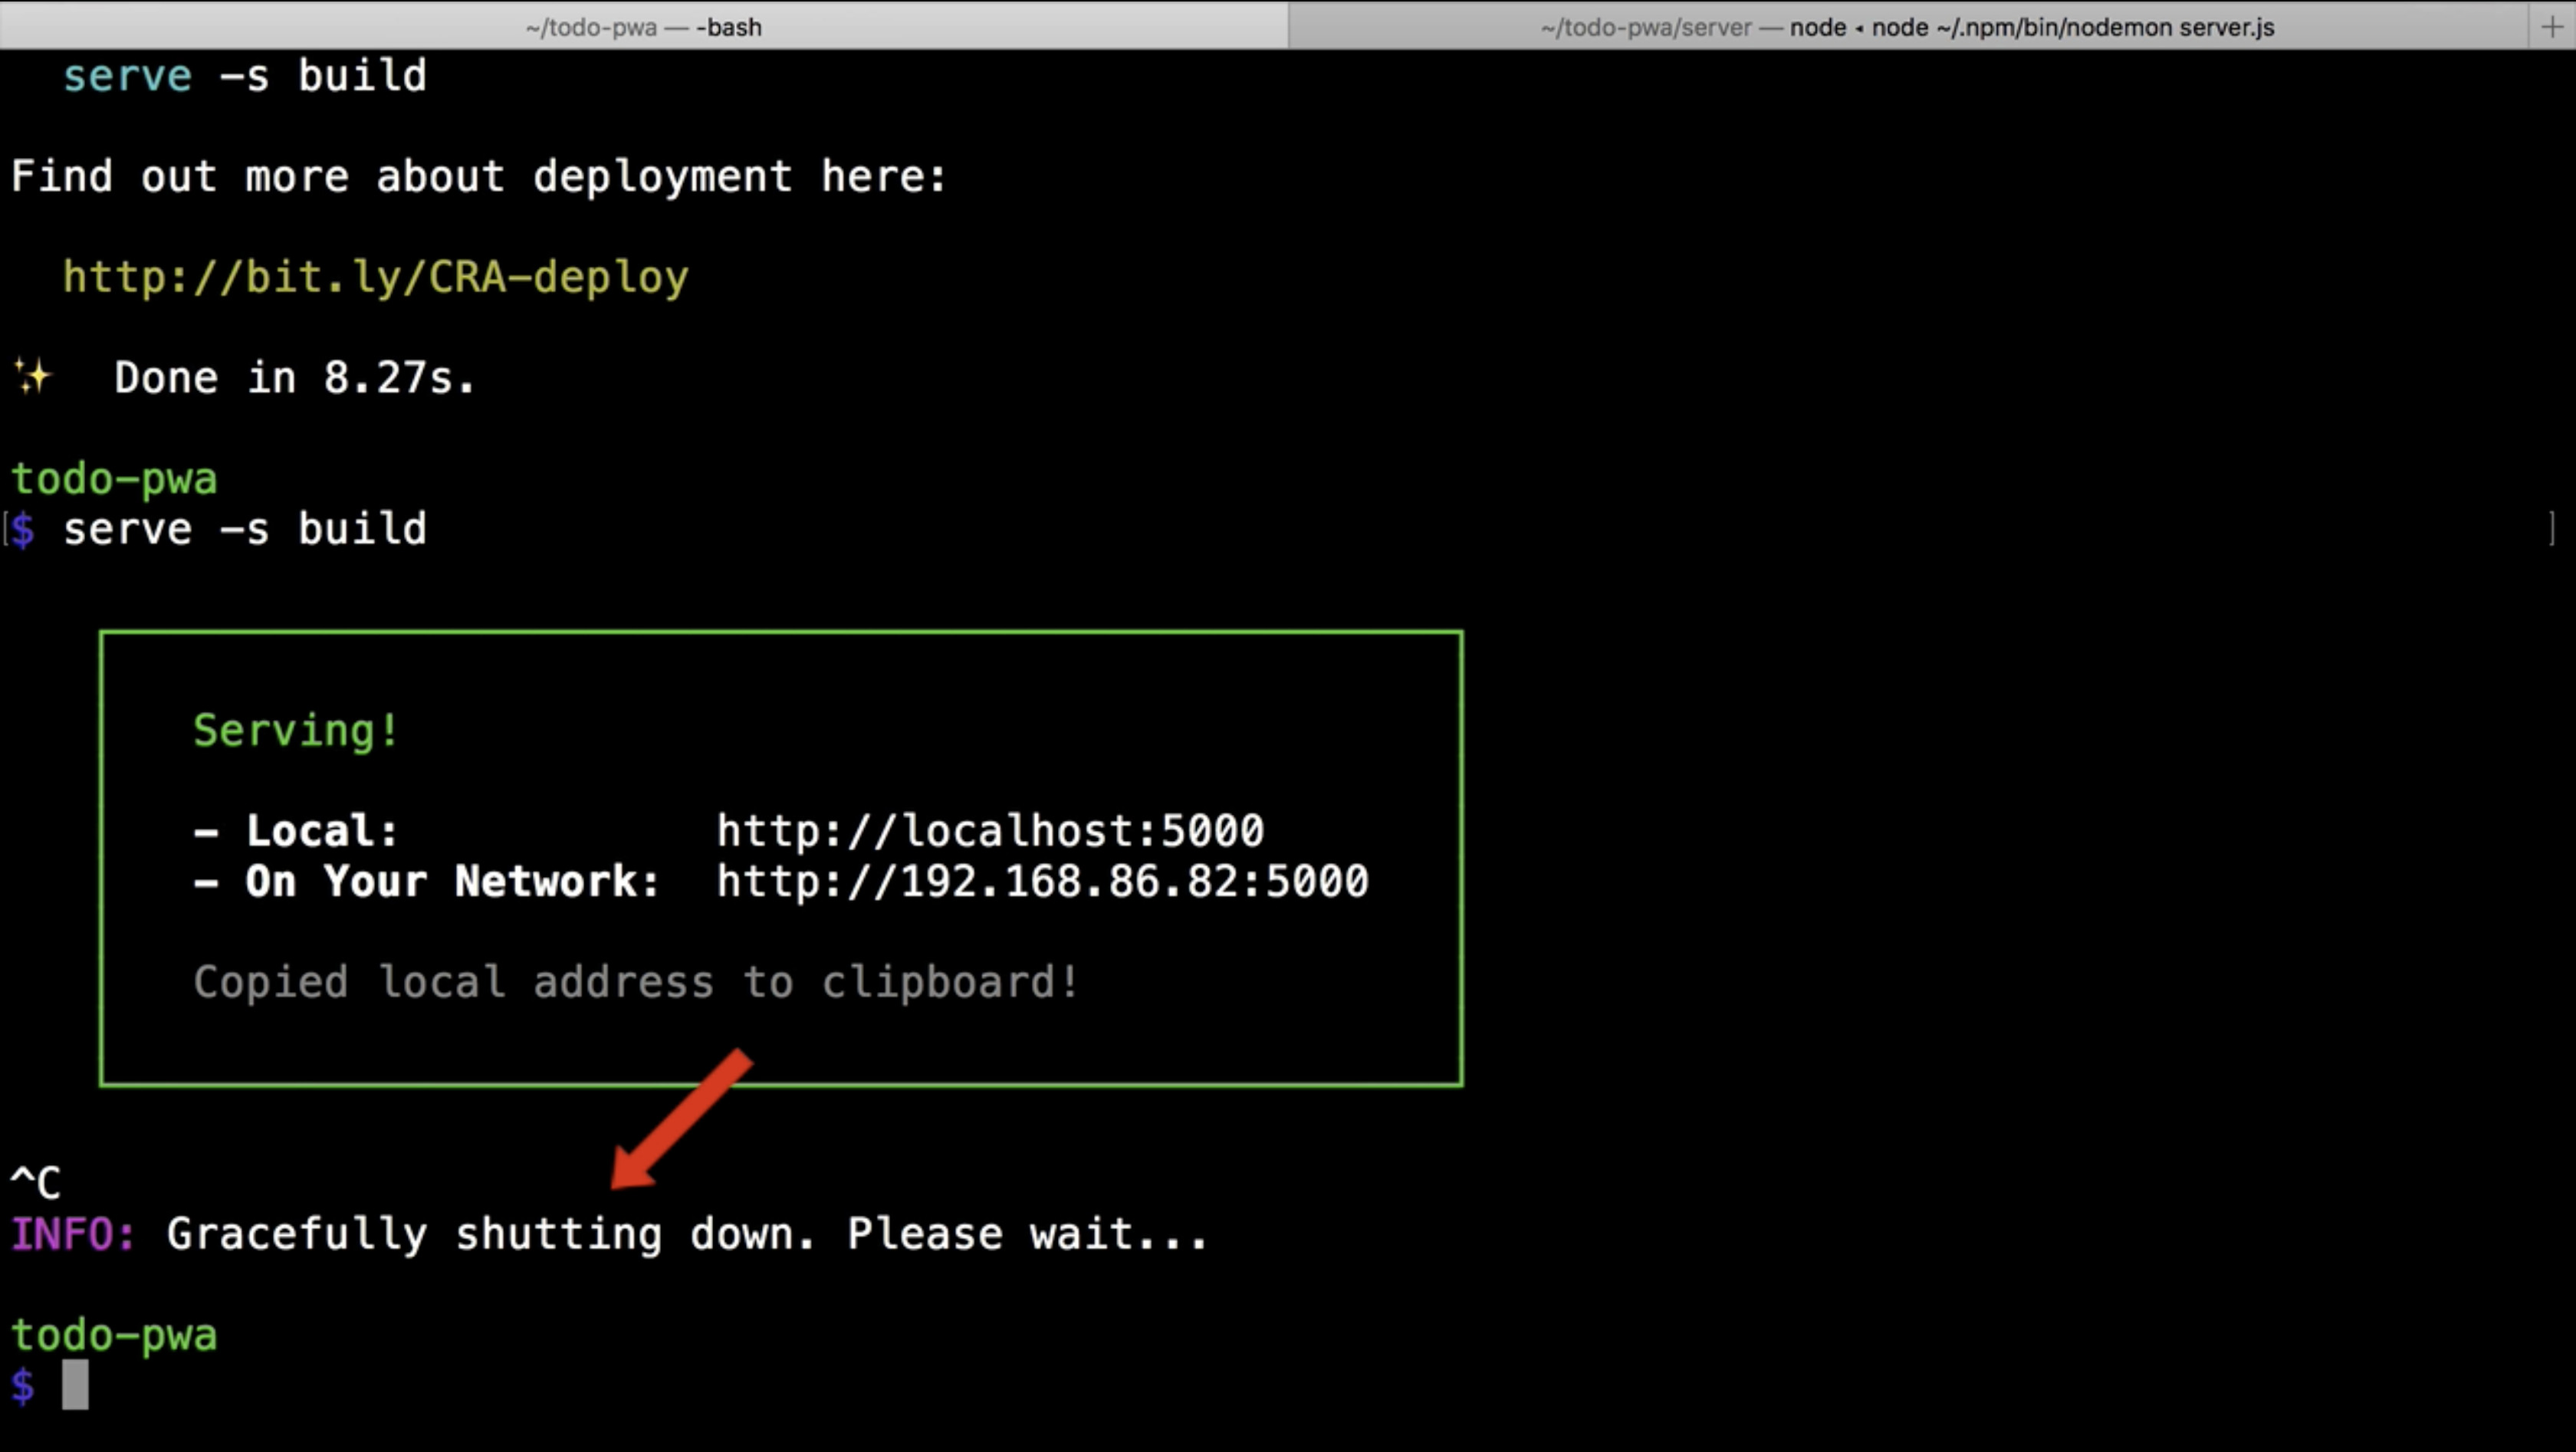 ~/todo-pwa — -bash
~/todo-pwa/server — node ◂ node ~/.npm/bin/nodemon server.js +
serve -s build
Find out more about deployment here:
http://bit.ly/CRA-deploy
✨ Done in 8.27s.
todo-pwa
[$ serve -s build ]
Serving!
- Local: http://localhost:5000
- On Your Network: http://192.168.86.82:5000
Copied local address to clipboard!
^C
INFO: Gracefully shutting down. Please wait...
todo-pwa
$